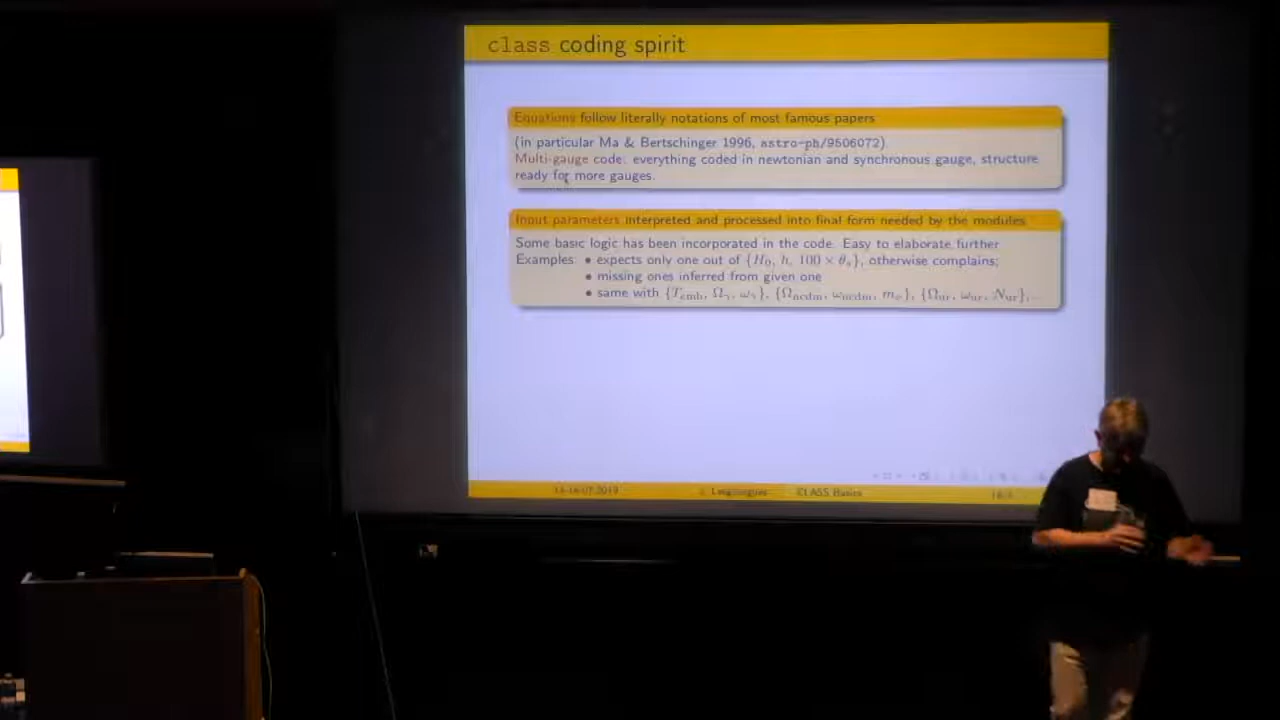 class coding spirit
Equations follow literally notations of most famous papers
(in particular Ma & Bertschinger 1996, astro-ph/9506072)
Multi-gauge code: everything coded in newtonian and synchronous gauge, structure
ready for more gauges.
Input parameters interpreted and processed into final form needed by the modules
Some basic logic has been incorporated in the code. Easy to elaborate further
Examples: • expects only one out of {H₀, h, 100 × θₛ}, otherwise complains;
• missing ones inferred from given one
• same with {T_cmb, Ω_γ, ω_γ}, {Ω_ncdm, ω_ncdm, m_ν}, {Ω_ur, ω_ur, N_ur},...
J. Lesgourgues CLASS Basics